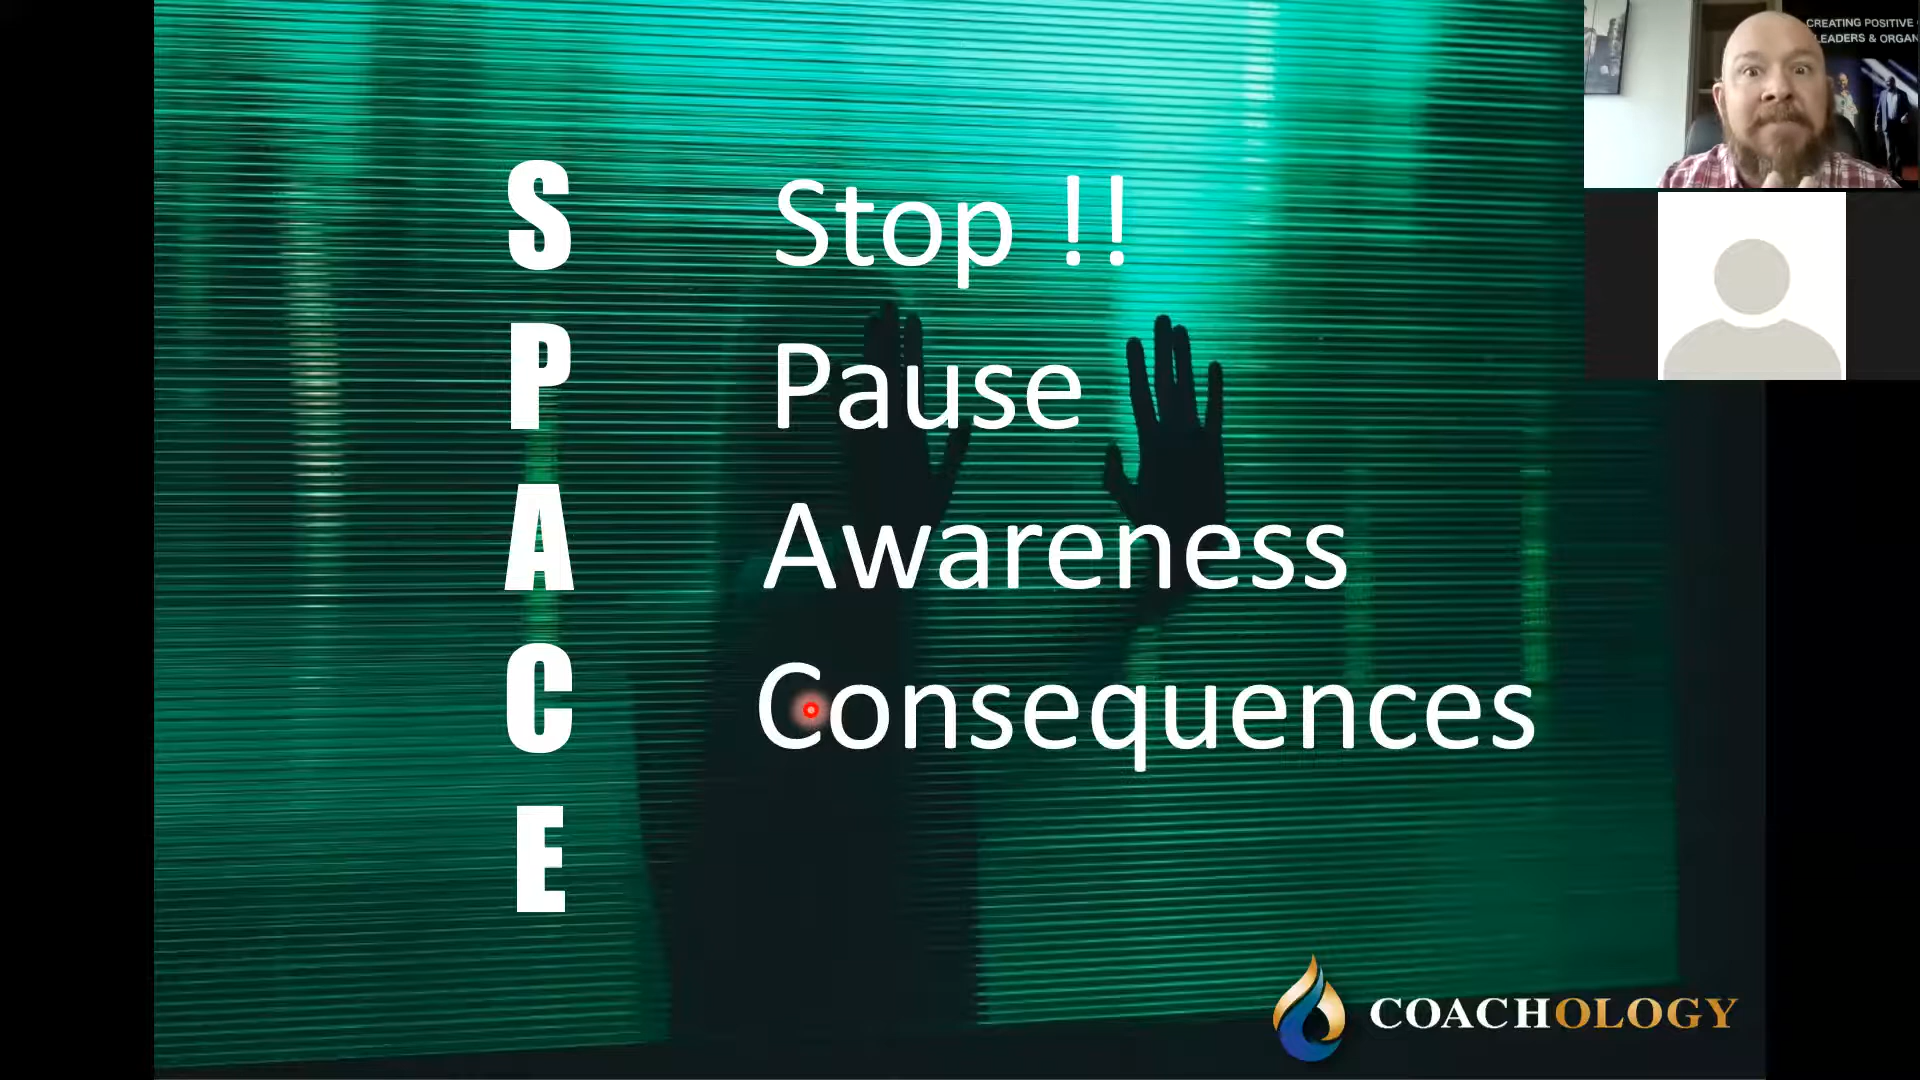 S Stop !!
P Pause
A Awareness
C Consequences
E
COACHOLOGY
CREATING POSITIVE
LEADERS & ORGAN